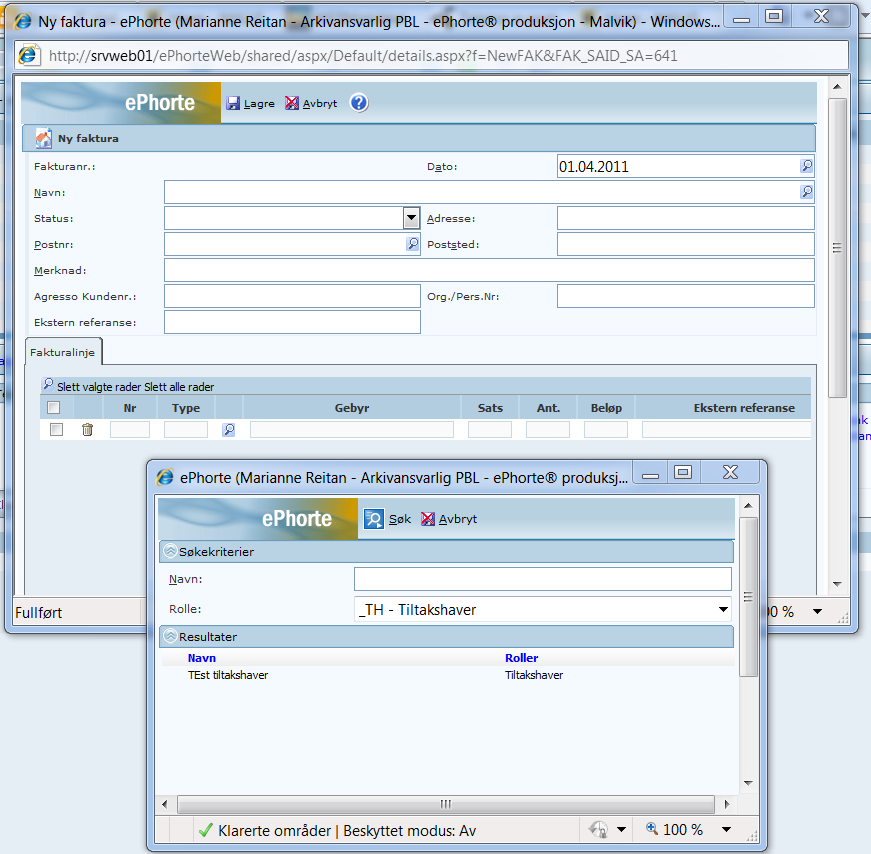 Ny faktura - ePhorte (Marianne Reitan - Arkivansvarlig PBL - ePhorte® produksjon - Malvik) - Windows...
http://srvweb01/ePhorteWeb/shared/aspx/Default/details.aspx?f=NewFAK&FAK_SAID_SA=641
ePhorte Lagre Avbryt ?
Ny faktura
Fakturanr.: Dato: 01.04.2011
Navn:
Status: Adresse:
Postnr: Poststed:
Merknad:
Agresso Kundenr.: Org./Pers.Nr:
Ekstern referanse:
Fakturalinje
Slett valgte rader Slett alle rader
Nr Type Gebyr Sats Ant. Beløp Ekstern referanse
ePhorte (Marianne Reitan - Arkivansvarlig PBL - ePhorte® produksj...
ePhorte Søk Avbryt
Søkekriterier
Navn:
Rolle: _TH - Tiltakshaver
Resultater
Navn Roller
TEst tiltakshaver Tiltakshaver
Fullført
Klarerte områder | Beskyttet modus: Av 100 %